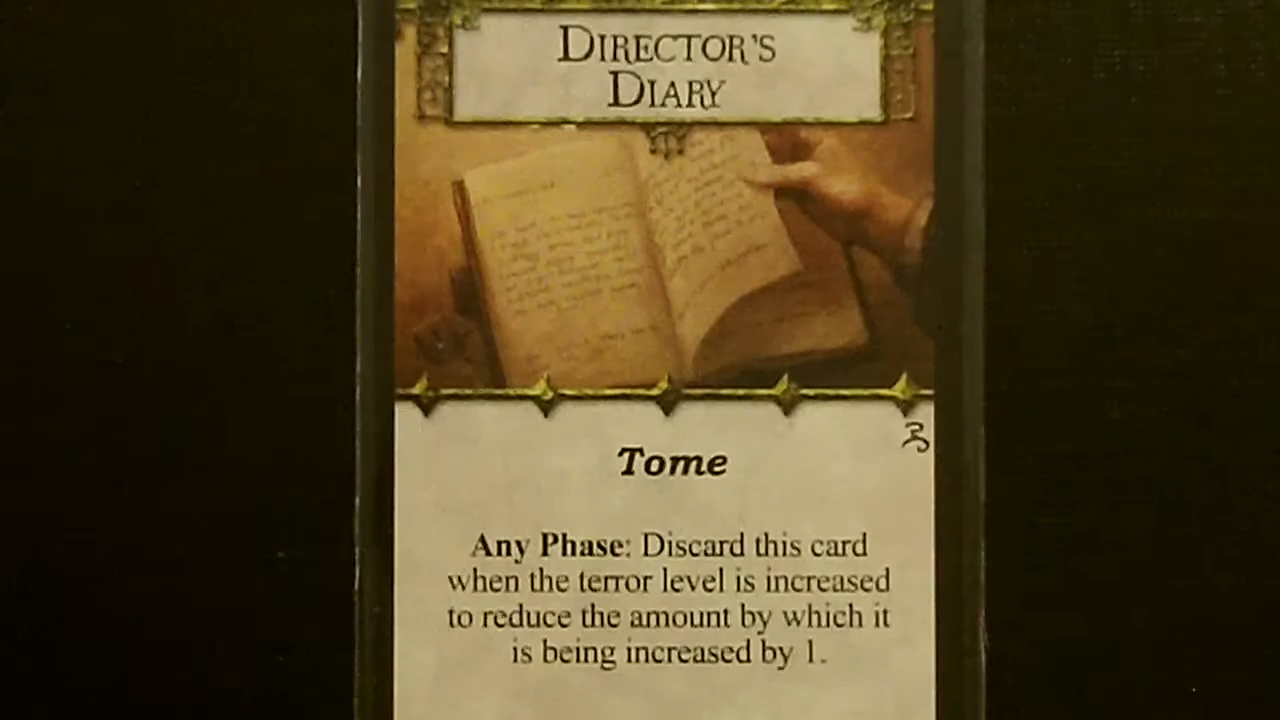 DIRECTOR'S
DIARY
Tome
Any Phase: Discard this card
when the terror level is increased
to reduce the amount by which it
is being increased by 1.